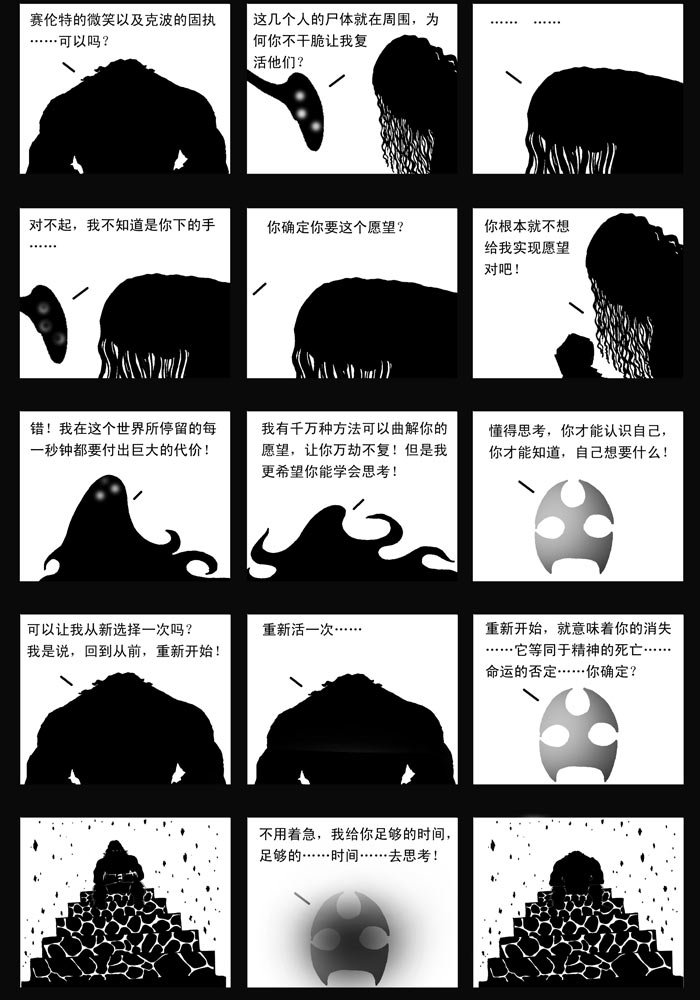 赛伦特的微笑以及克波的固执
……可以吗？
这几个人的尸体就在周围，为
何你不干脆让我复
活他们？
…… ……
对不起，我不知道是你下的手
……
你确定你要这个愿望？
你根本就不想
给我实现愿望
对吧！
错！我在这个世界所停留的每
一秒钟都要付出巨大的代价！
我有千万种方法可以曲解你的
愿望，让你万劫不复！但是我
更希望你能学会思考！
懂得思考，你才能认识自己，
你才能知道，自己想要什么！
可以让我从新选择一次吗？
我是说，回到从前，重新开始！
重新活一次……
重新开始，就意味着你的消失
……它等同于精神的死亡……
命运的否定……你确定？
不用着急，我给你足够的时间，
足够的……时间……去思考！